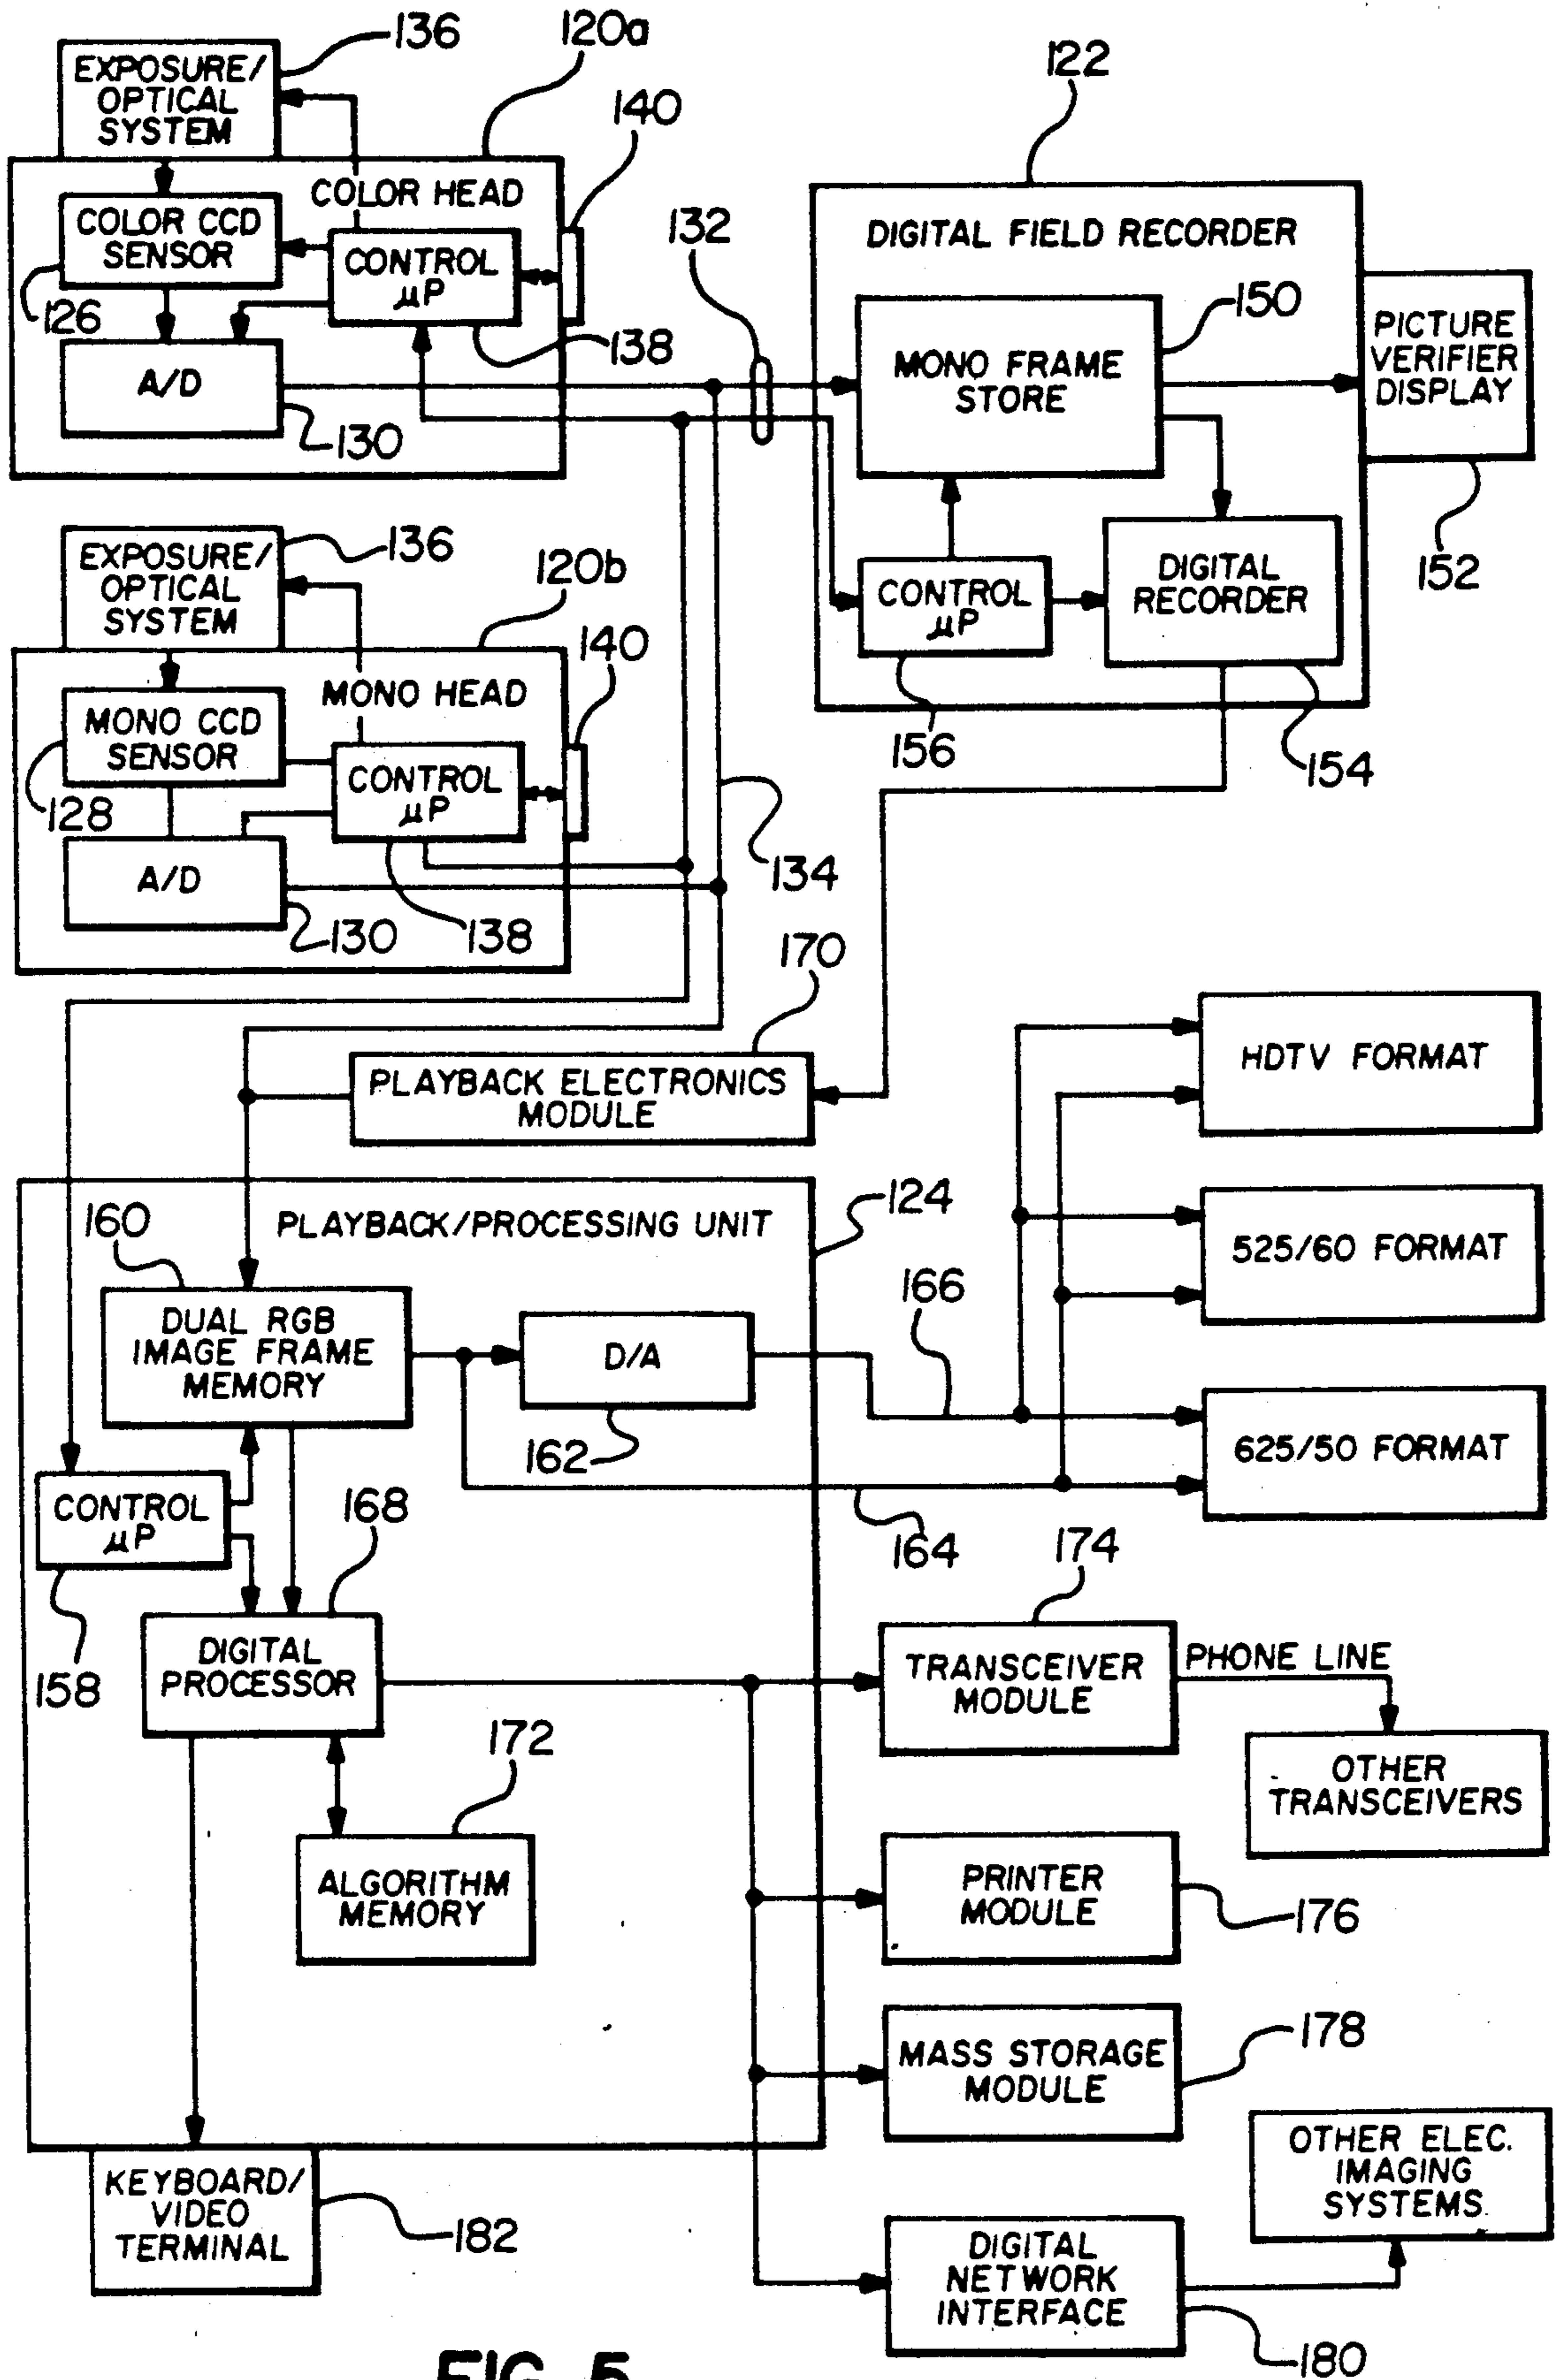 136
EXPOSURE/
OPTICAL
SYSTEM
120a
140
COLOR HEAD
COLOR CCD
SENSOR
CONTROL
µP
126
138
A/D
130
132
122
DIGITAL FIELD RECORDER
150
MONO FRAME
STORE
PICTURE
VERIFIER
DISPLAY
152
CONTROL
µP
DIGITAL
RECORDER
156
154
EXPOSURE/
OPTICAL
SYSTEM
136
120b
140
MONO HEAD
MONO CCD
SENSOR
CONTROL
µP
128
A/D
130
138
134
170
PLAYBACK ELECTRONICS
MODULE
HDTV FORMAT
525/60 FORMAT
625/50 FORMAT
124
PLAYBACK/PROCESSING UNIT
160
DUAL RGB
IMAGE FRAME
MEMORY
D/A
162
166
164
CONTROL
µP
158
168
DIGITAL
PROCESSOR
172
ALGORITHM
MEMORY
174
TRANSCEIVER
MODULE
PHONE LINE
OTHER
TRANSCEIVERS
PRINTER
MODULE
176
MASS STORAGE
MODULE
178
OTHER ELEC.
IMAGING
SYSTEMS
DIGITAL
NETWORK
INTERFACE
180
KEYBOARD/
VIDEO
TERMINAL
182
FIG. 5